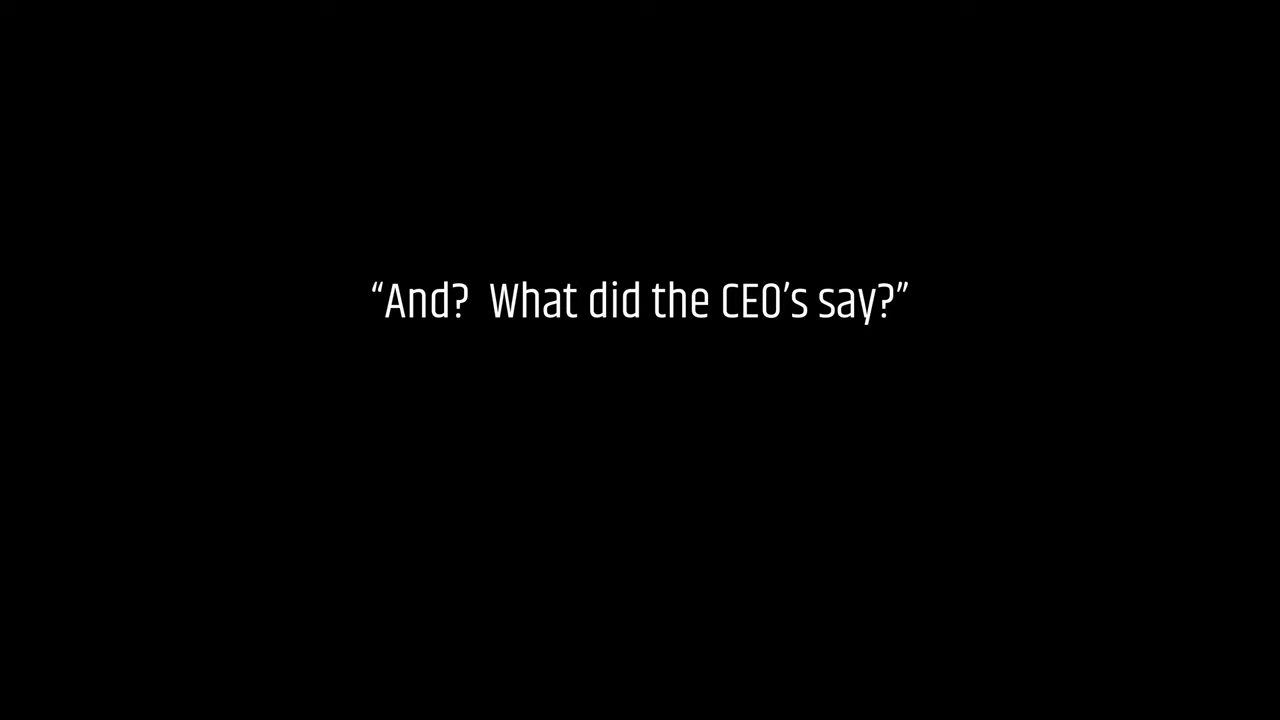 “And?  What did the CEO’s say?”